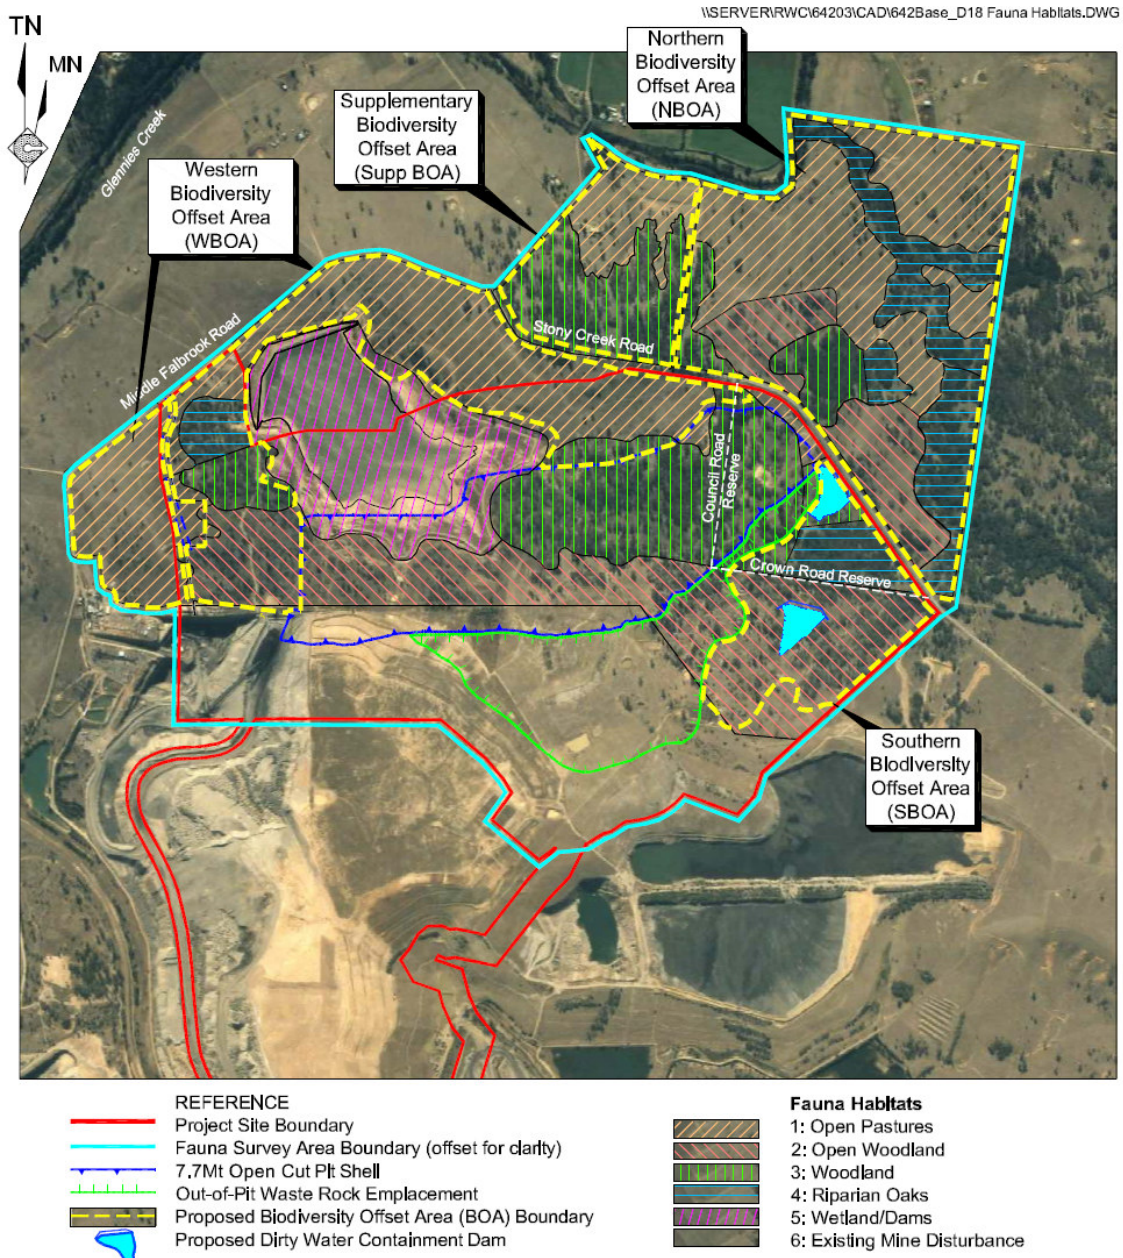 \\SERVER\RWC\64203\CAD\642Base_D18 Fauna Habitats.DWG
TN
MN
Glennies Creek
Northern
Biodiversity
Offset Area
(NBOA)
Supplementary
Biodiversity
Offset Area
(Supp BOA)
Western
Biodiversity
Offset Area
(WBOA)
Middle Falbrook Road
Stony Creek Road
Council Road
Reserve
Crown Road Reserve
Southern
Biodiversity
Offset Area
(SBOA)
REFERENCE
Project Site Boundary
Fauna Survey Area Boundary (offset for clarity)
7.7Mt Open Cut Pit Shell
Out-of-Pit Waste Rock Emplacement
Proposed Biodiversity Offset Area (BOA) Boundary
Proposed Dirty Water Containment Dam
Fauna Habitats
1: Open Pastures
2: Open Woodland
3: Woodland
4: Riparian Oaks
5: Wetland/Dams
6: Existing Mine Disturbance